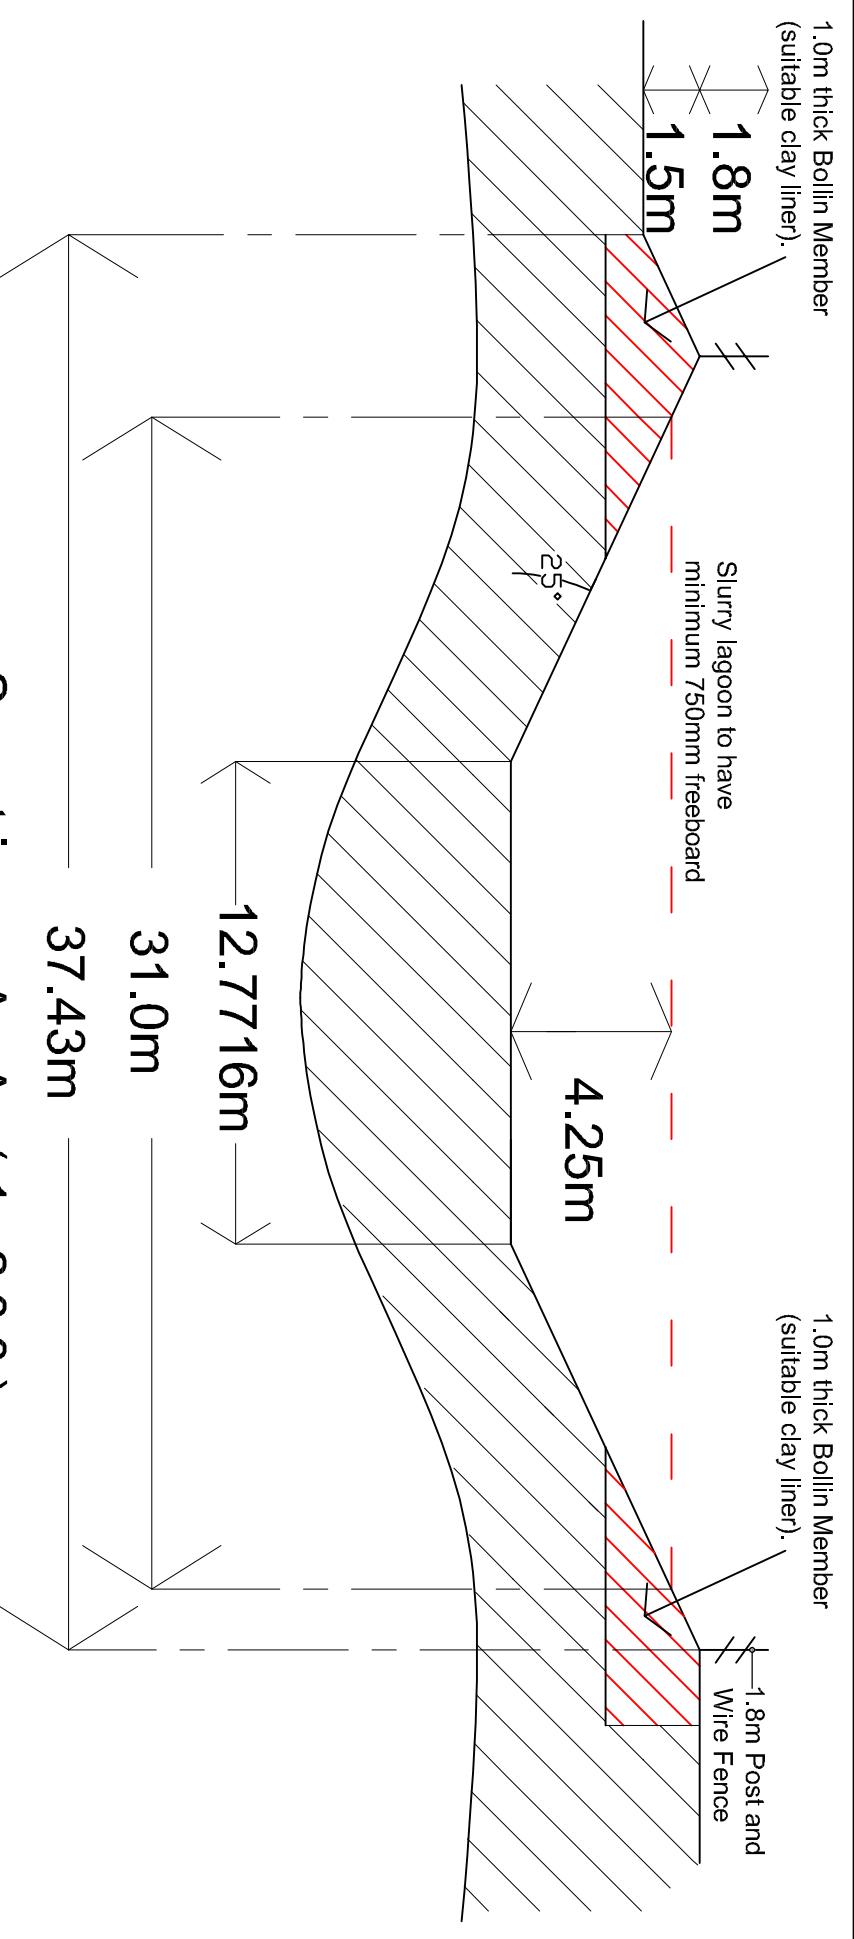 1.0m thick Bollin Member
(suitable clay liner).
1.8m
1.5m
25°
Slurry lagoon to have
minimum 750mm freeboard
4.25m
1.0m thick Bollin Member
(suitable clay liner).
1.8m Post and
Wire Fence
12.7716m
31.0m
37.43m